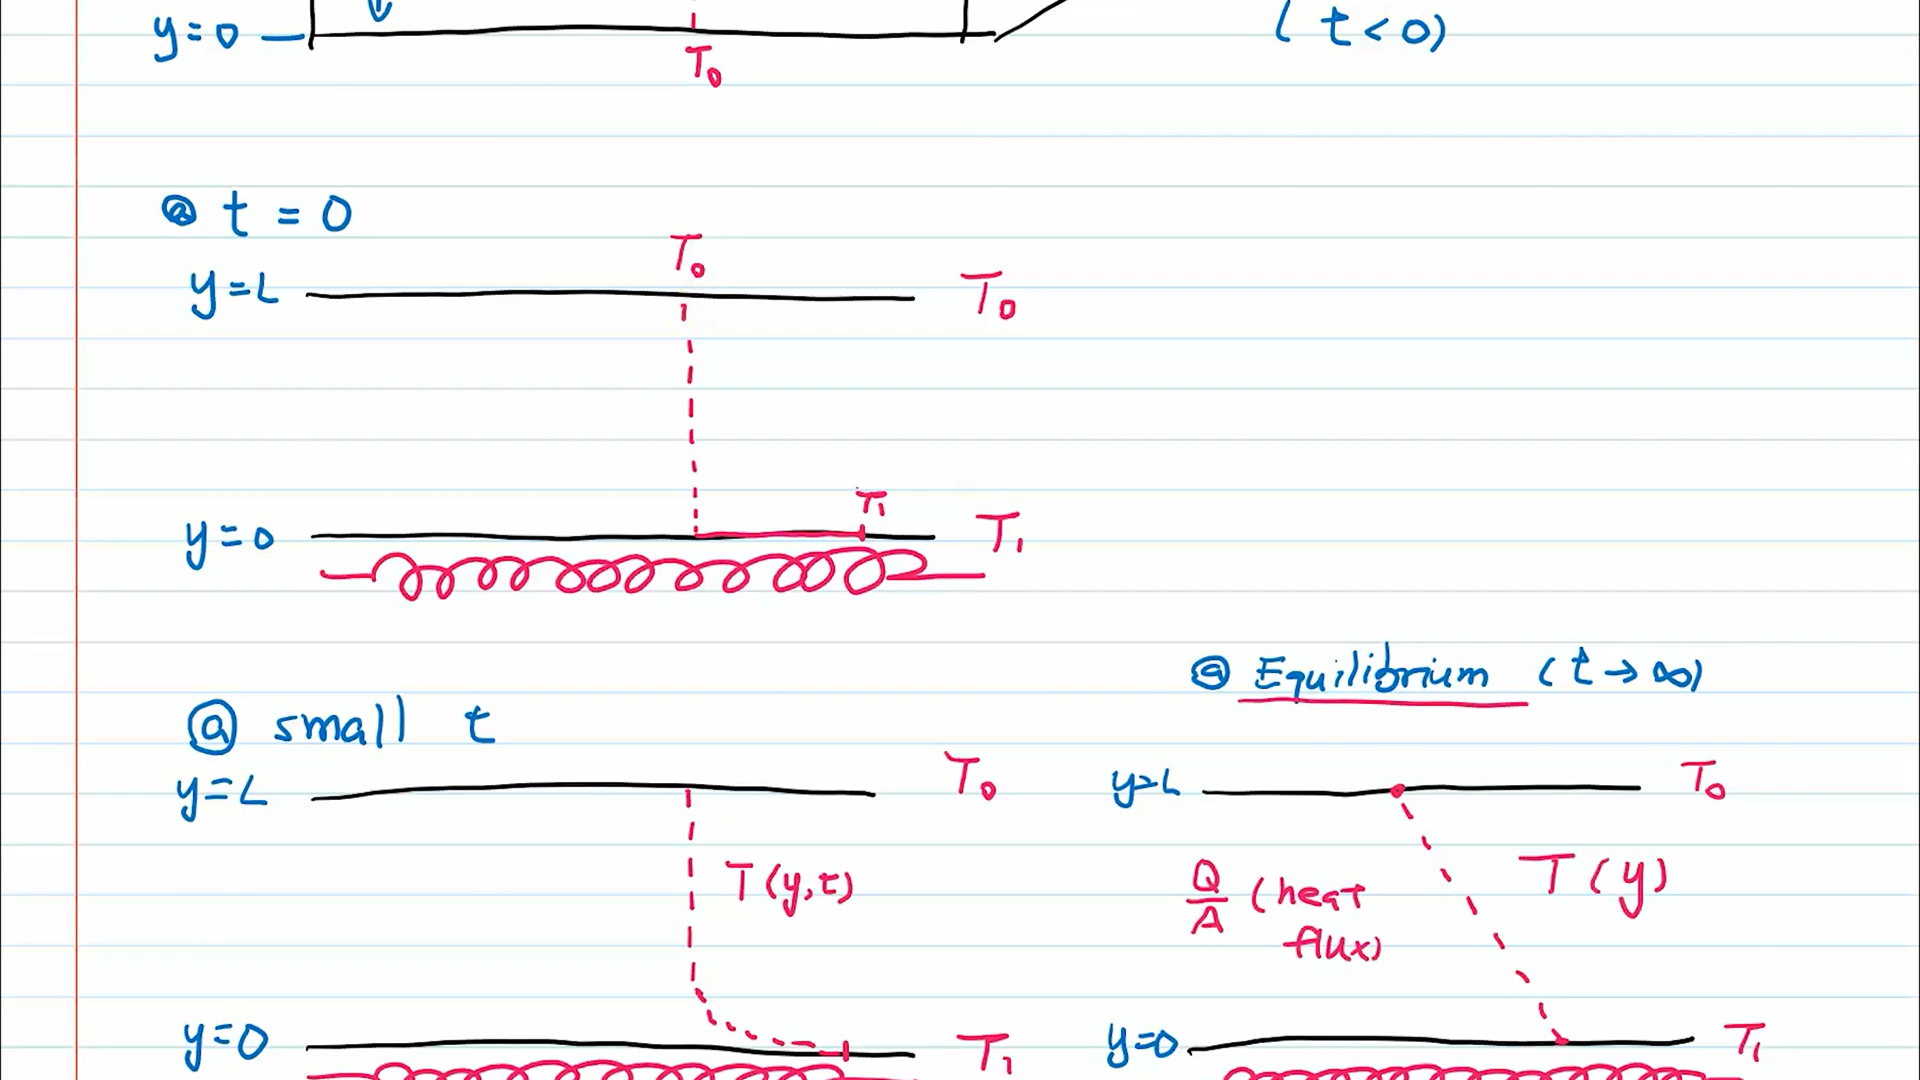 y=0
T₀
( t < 0)
@ t = 0
T₀
y=L
T₀
T₁
y=0
T₁
@ Equilibrium (t → ∞)
@ small t
y=L
T₀
T(y,t)
y=0
T₁
y=L
T₀
Q/A (heat
flux)
T(y)
y=0
T₁